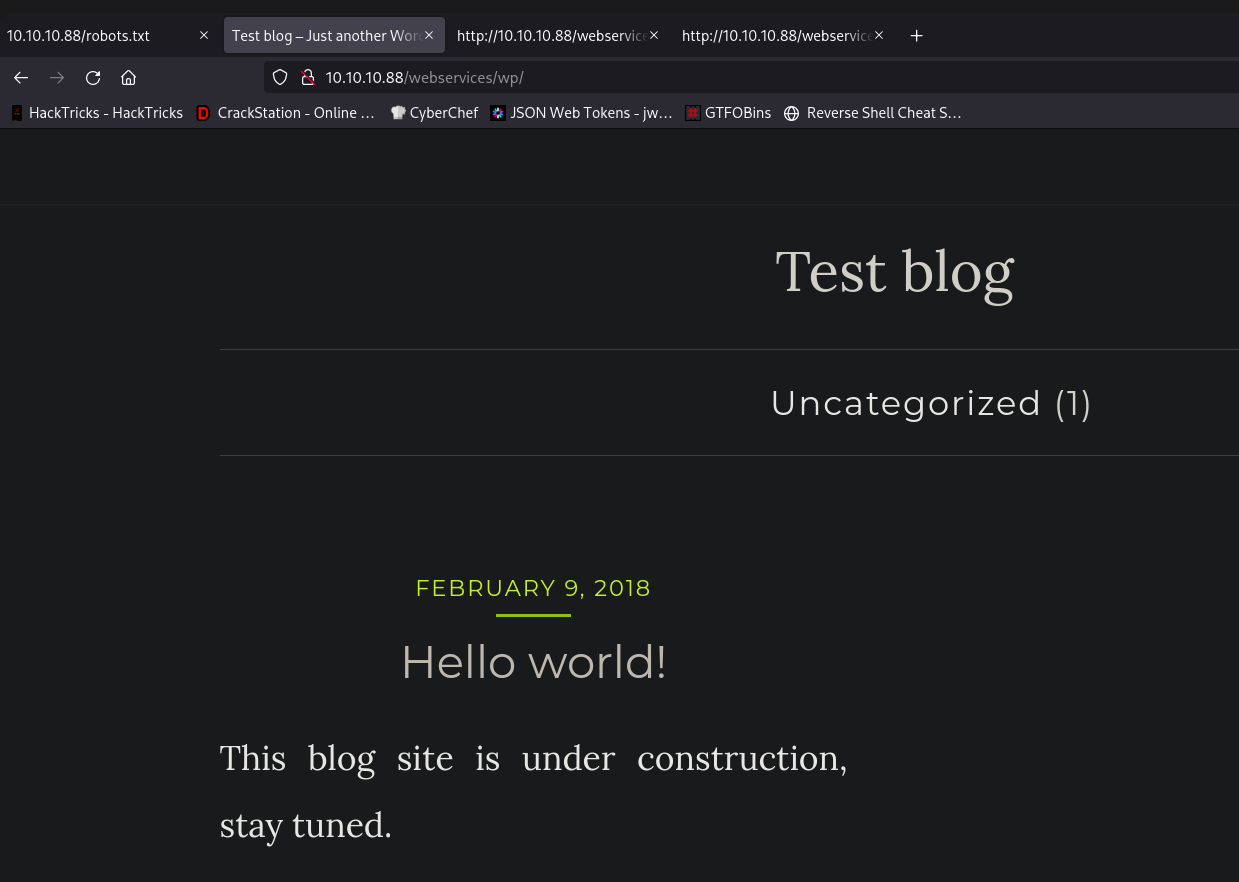 10.10.10.88/robots.txt × Test blog – Just another Wor × http://10.10.10.88/webservice × http://10.10.10.88/webservice × +
10.10.10.88/webservices/wp/
HackTricks - HackTricks CrackStation - Online ... CyberChef JSON Web Tokens - jw... GTFOBins Reverse Shell Cheat S...
Test blog
Uncategorized (1)
FEBRUARY 9, 2018
Hello world!
This blog site is under construction,
stay tuned.